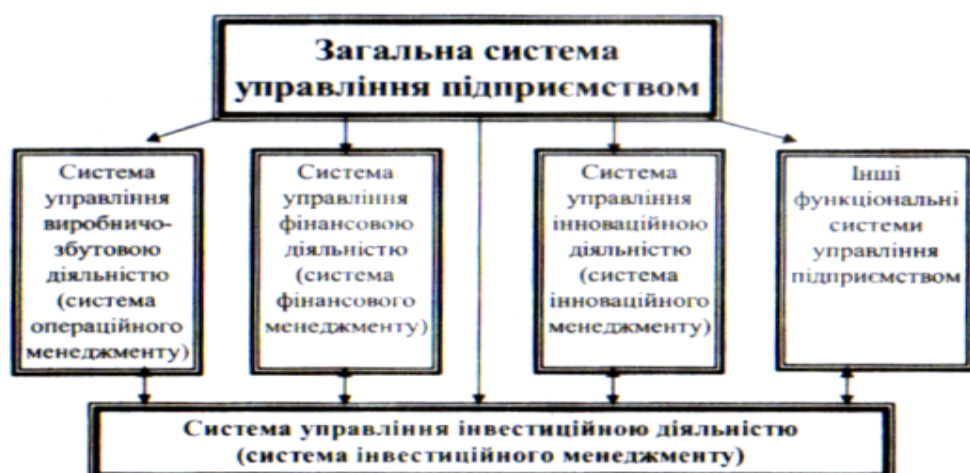 Загальна система
управління підприємством
Система
управління
виробничо-
збутовою
діяльністю
(система
операційного
менеджменту)
Система
управління
фінансовою
діяльністю
(система
фінансового
менеджменту)
Система
управління
інноваційною
діяльністю
(система
інноваційного
менеджменту)
Інші
функціональні
системи
управління
підприємством
Система управління інвестиційною діяльністю
(система інвестиційного менеджменту)